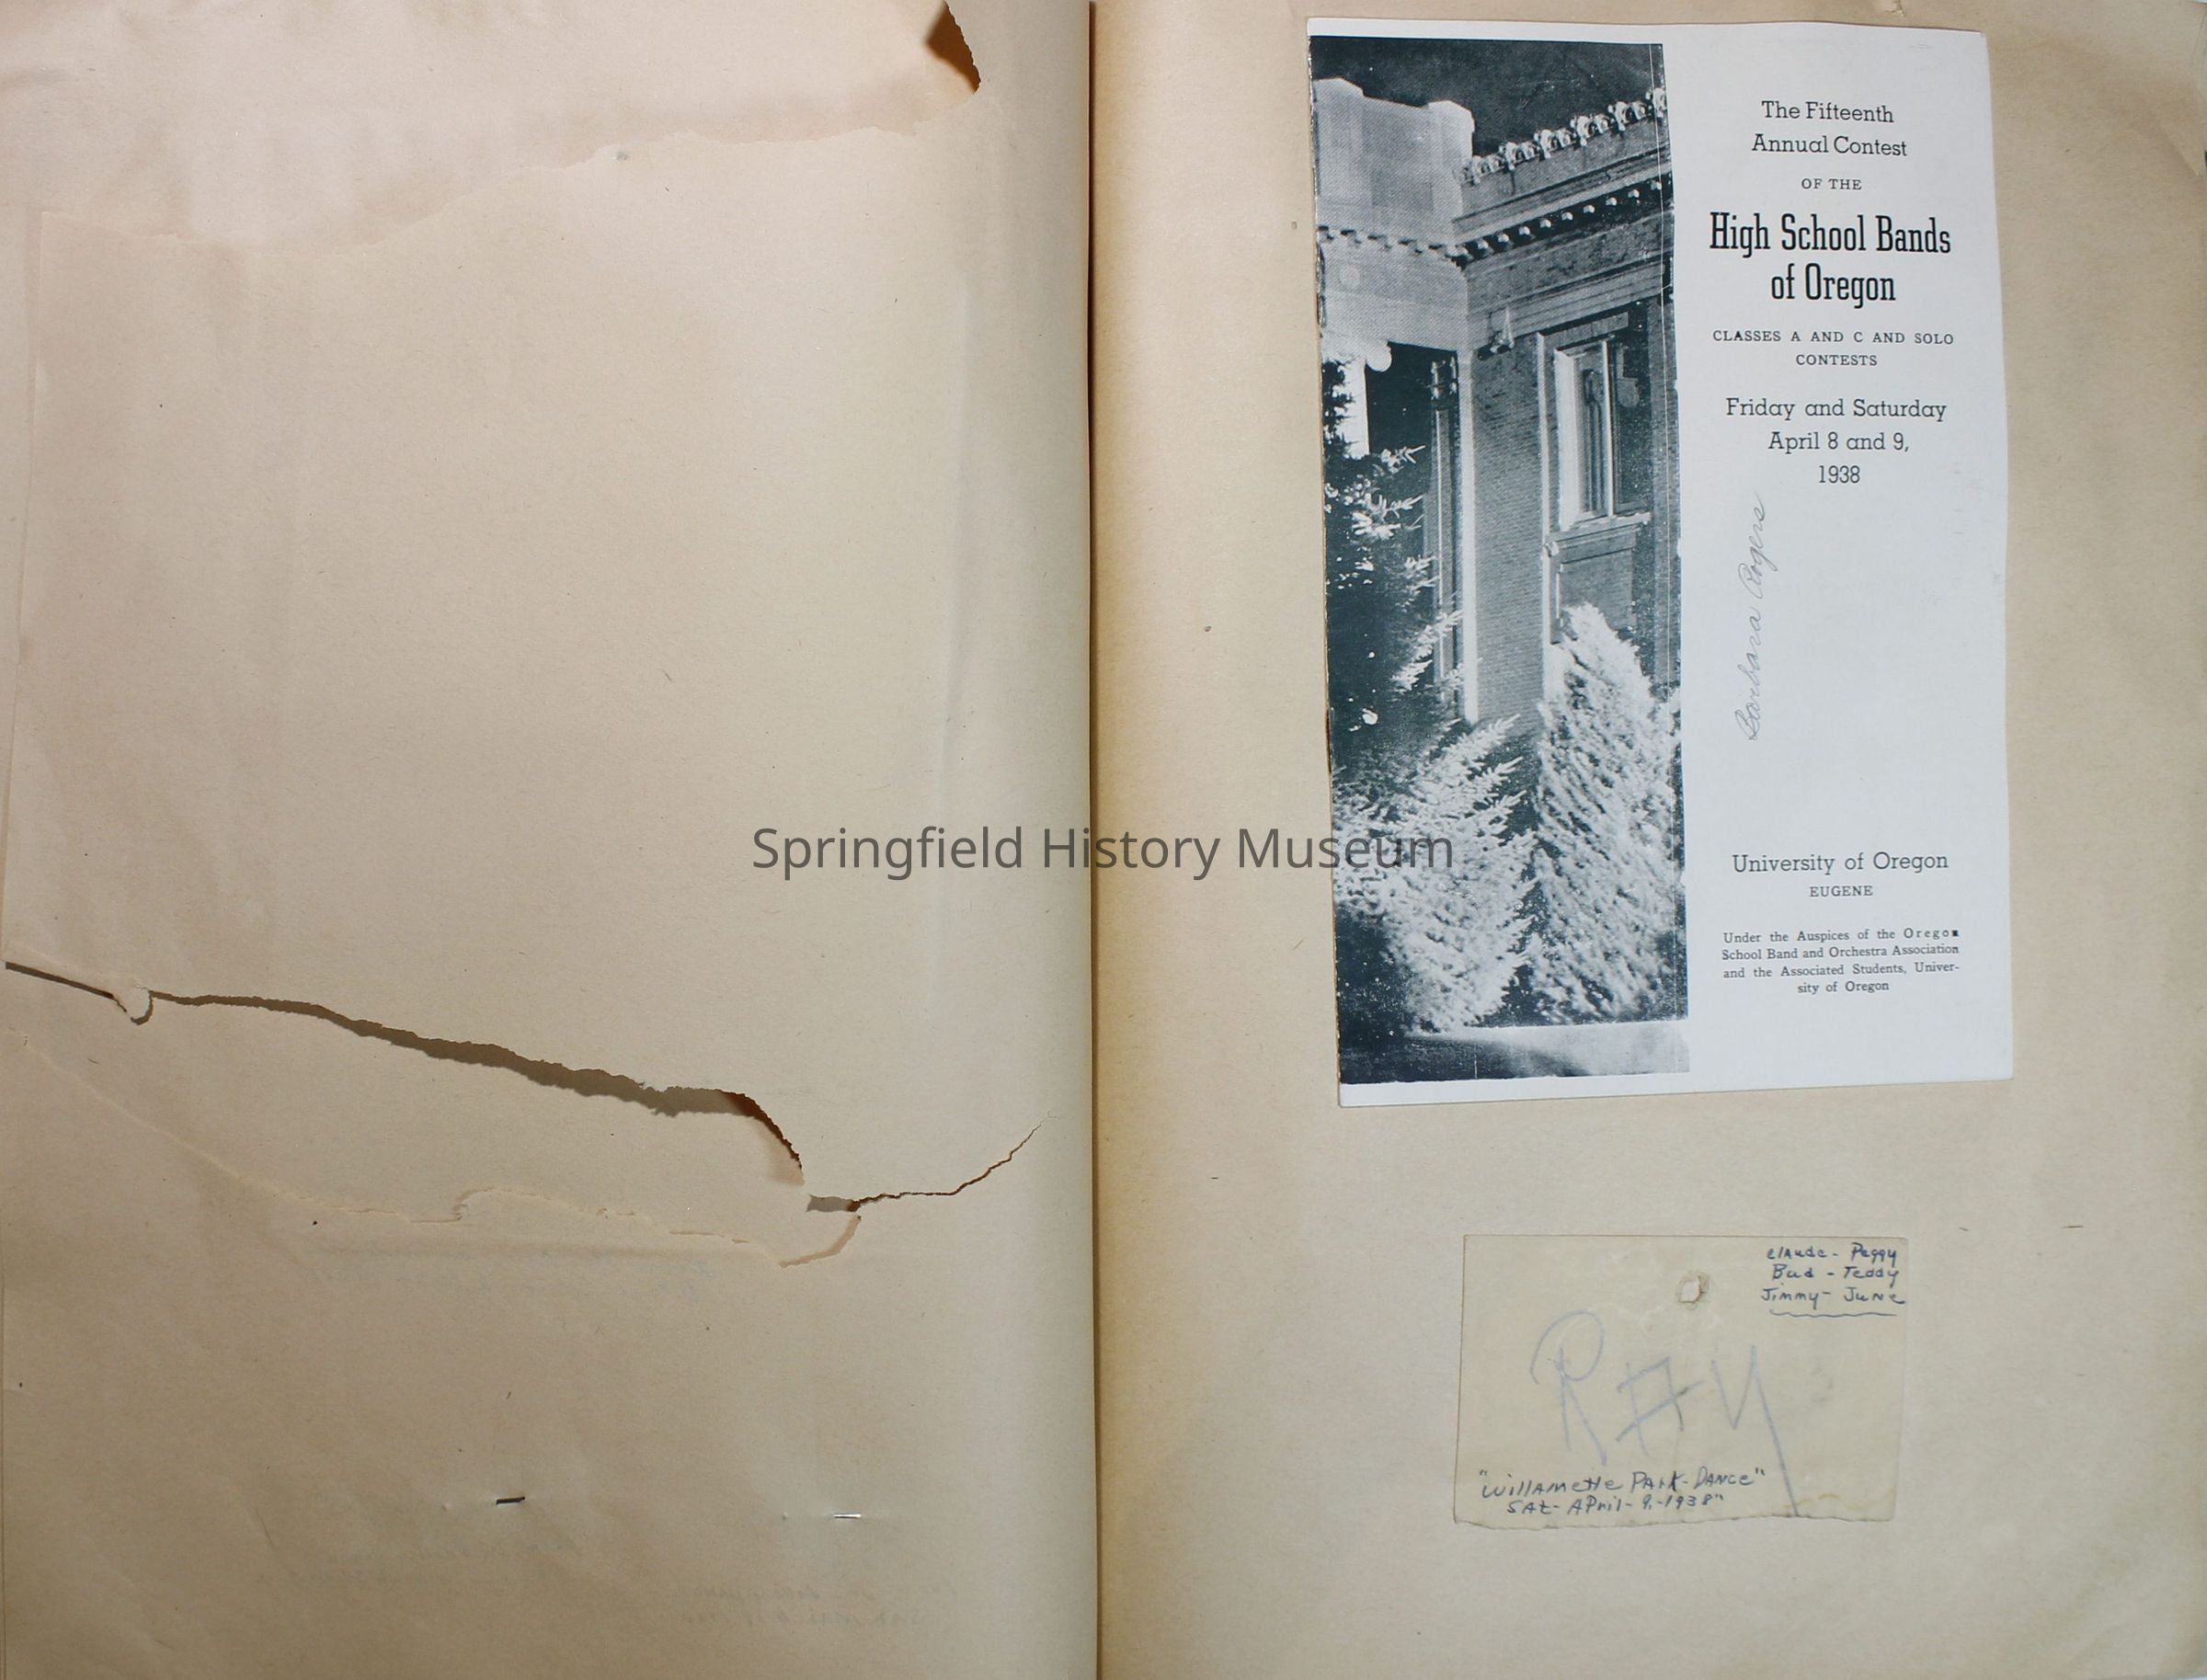 The Fifteenth
Annual Contest
OF THE
High School Bands
of Oregon
CLASSES A AND C AND SOLO
CONTESTS
Friday and Saturday
April 8 and 9,
1938
Barbara Rogers
University of Oregon
EUGENE
Under the Auspices of the Oregon
School Band and Orchestra Association
and the Associated Students, Univer-
sity of Oregon
Springfield History Museum
Claude - Peggy
Bud - Teddy
Jimmy - June
RAY
"Willamette Park-Dance"
SAt- April-9,-1938"